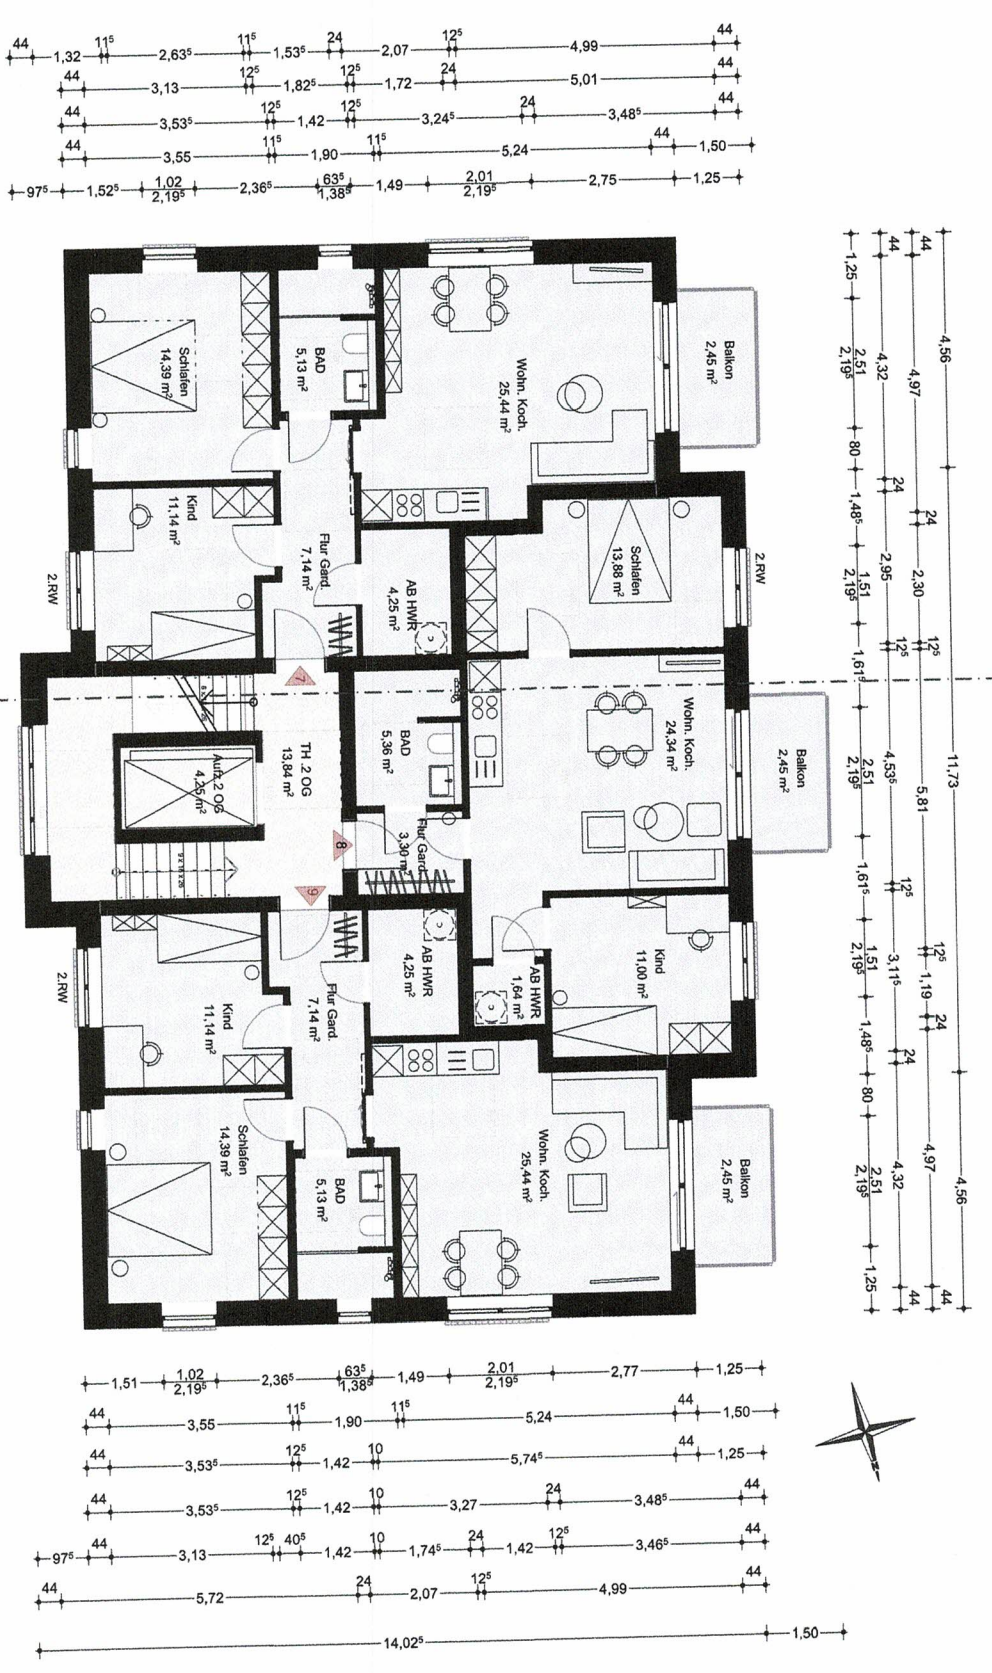 44 1,32 11⁵ 2,63⁵ 11⁵ 1,53⁵ 24 2,07 12⁵ 4,99 44
44 3,13 12⁵ 1,82⁵ 12⁵ 1,72 24 5,01 44
44 3,53⁵ 12⁵ 1,42 12⁵ 3,24⁵ 24 3,48⁵ 44
44 3,55 11⁵ 1,90 11⁵ 5,24 44 1,50
97⁵ 1,52⁵ 1,02 2,36⁵ 63⁵ 1,49 2,01 2,75 1,25
2,19⁵ 1,38⁵ 2,19⁵
Schlafen
14,39 m²
BAD
5,13 m²
Wohn. Koch.
25,44 m²
Balkon
2,45 m²
Kind
11,14 m²
Flur Gard.
7,14 m²
AB HWR
4,25 m²
Schlafen
13,88 m²
2.RW
2.RW
7
8 x 18 x 26
TH .2 OG
13,84 m²
Aufz.2 OG
4,25 m²
BAD
5,36 m²
Wohn. Koch.
24,34 m²
Balkon
2,45 m²
8
Flur Gard.
3,30 m²
9 x 18 x 26
9
2.RW
Kind
11,14 m²
Flur Gard.
7,14 m²
AB HWR
4,25 m²
AB HWR
1,64 m²
Kind
11,00 m²
Schlafen
14,39 m²
BAD
5,13 m²
Wohn. Koch.
25,44 m²
Balkon
2,45 m²
1,25 2,51 80 1,48⁵ 1,51 1,61⁵ 2,51 1,61⁵ 1,51 1,48⁵ 80 2,51 1,25
2,19⁵ 2,19⁵ 2,19⁵ 2,19⁵ 2,19⁵
44 4,32 24 2,95 12⁵ 4,53⁵ 12⁵ 3,11⁵ 24 4,32 44
44 4,97 24 2,30 12⁵ 5,81 12⁵ 1,19 24 4,97 44
4,56 11,73 4,56
1,51 1,02 2,36⁵ 63⁵ 1,49 2,01 2,77 1,25
2,19⁵ 1,38⁵ 2,19⁵
44 3,55 11⁵ 1,90 11⁵ 5,24 44 1,50
44 3,53⁵ 12⁵ 1,42 10 5,74⁵ 44 1,25
44 3,53⁵ 12⁵ 1,42 10 3,27 24 3,48⁵ 44
97⁵ 44 3,13 12⁵ 40⁵ 1,42 10 1,74⁵ 24 1,42 12⁵ 3,46⁵ 44
44 5,72 24 2,07 12⁵ 4,99 44
14,02⁵ 1,50
N